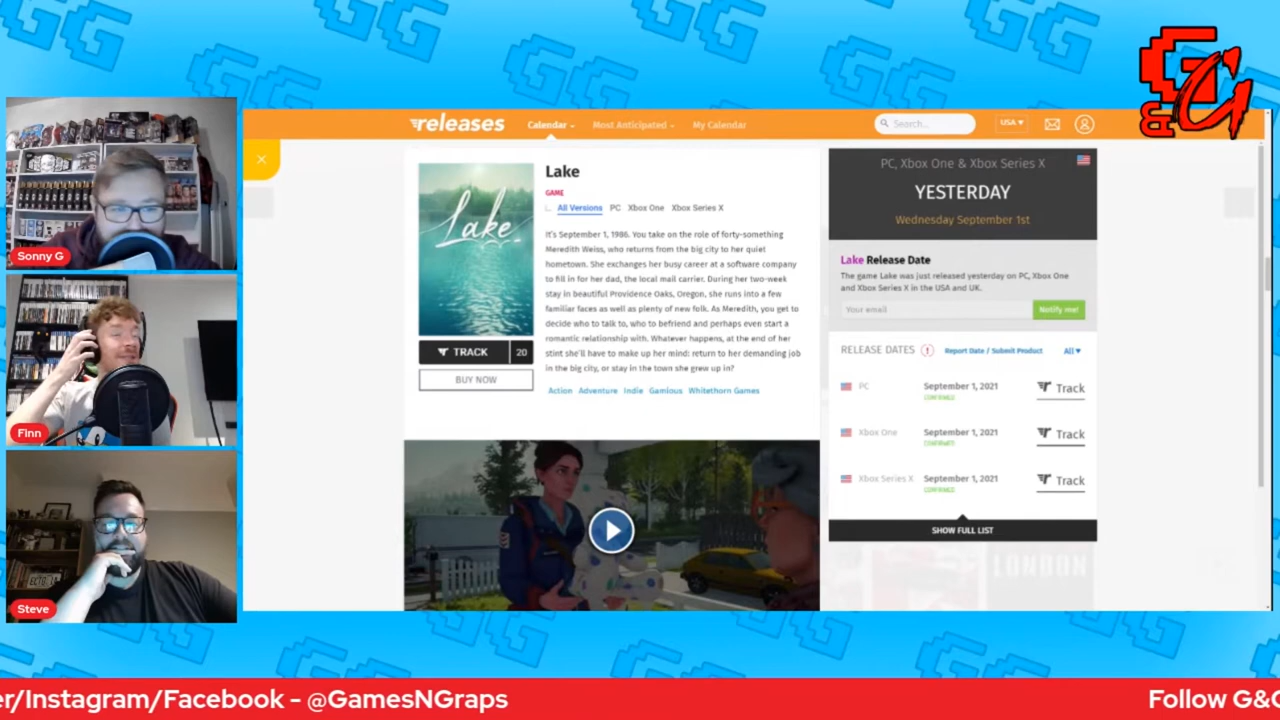 G
&G
releases
Calendar
Most Anticipated
My Calendar
Search...
USA
Lake
GAME
All Versions PC Xbox One Xbox Series X
It's September 1, 1986. You take on the role of forty-something
Meredith Weiss, who returns from the big city to her quiet
hometown. She exchanges her busy career at a software company
to fill in for her dad, the local mail carrier. During her two-week
stay in beautiful Providence Oaks, Oregon, she runs into a few
familiar faces as well as plenty of new folk. As Meredith, you get to
decide who to talk to, who to befriend and perhaps even start a
romantic relationship with. Whatever happens, at the end of her
stint she'll have to make up her mind: return to her demanding job
in the big city, or stay in the town she grew up in?
Action Adventure Indie Gamious Whitethorn Games
Lake
TRACK 20
BUY NOW
PC, Xbox One & Xbox Series X
YESTERDAY
Wednesday September 1st
Lake Release Date
The game Lake was just released yesterday on PC, Xbox One
and Xbox Series X in the USA and UK.
Your email
Notify me!
RELEASE DATES ! Report Date / Submit Product All
PC September 1, 2021 Track
CONFIRMED
Xbox One September 1, 2021 Track
CONFIRMED
Xbox Series X September 1, 2021 Track
CONFIRMED
SHOW FULL LIST
LONDON
Sonny G
Finn
Steve
er/Instagram/Facebook - @GamesNGraps
Follow G&G